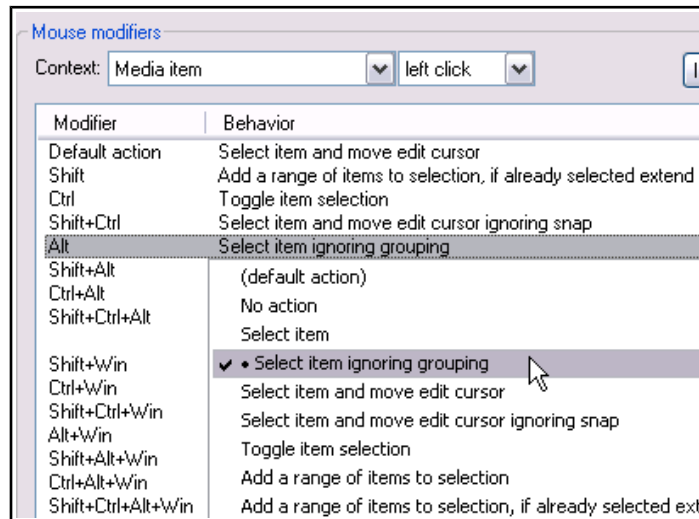 Mouse modifiers
Context: Media item left click
Modifier Behavior
Default action Select item and move edit cursor
Shift Add a range of items to selection, if already selected extend
Ctrl Toggle item selection
Shift+Ctrl Select item and move edit cursor ignoring snap
Alt Select item ignoring grouping
Shift+Alt
(default action)
Ctrl+Alt
No action
Shift+Ctrl+Alt
Select item
Shift+Win ✔ • Select item ignoring grouping
Ctrl+Win Select item and move edit cursor
Shift+Ctrl+Win
Select item and move edit cursor ignoring snap
Alt+Win
Toggle item selection
Shift+Alt+Win
Ctrl+Alt+Win Add a range of items to selection
Shift+Ctrl+Alt+Win Add a range of items to selection, if already selected ext